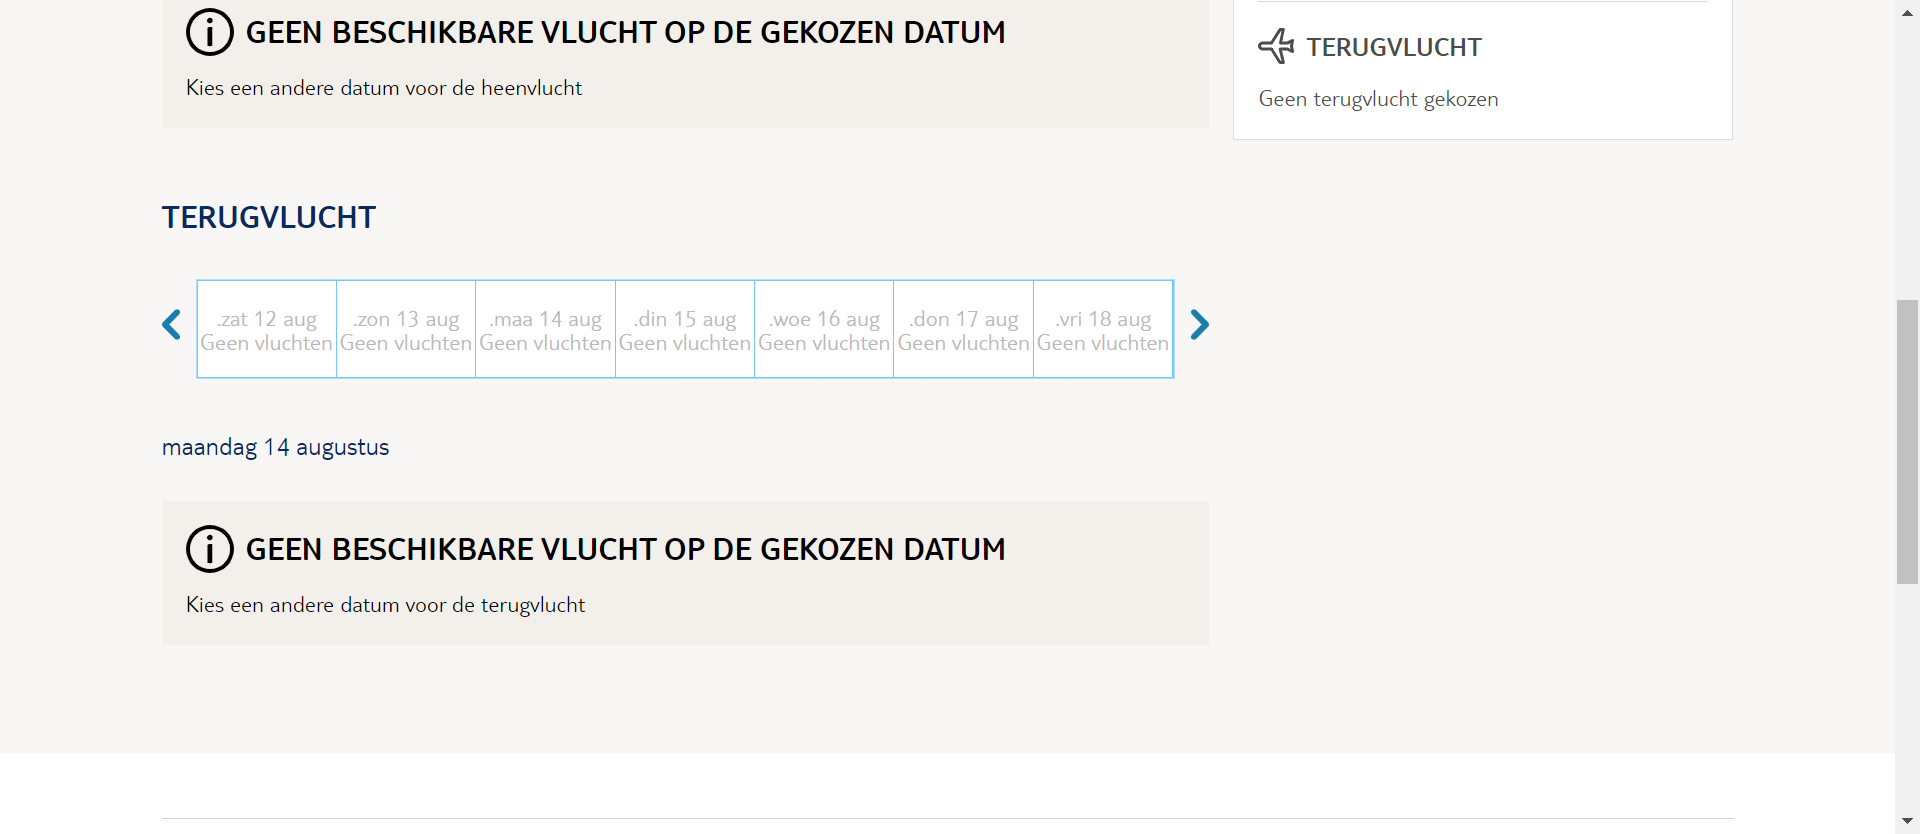 GEEN BESCHIKBARE VLUCHT OP DE GEKOZEN DATUM
Kies een andere datum voor de heenvlucht
TERUGVLUCHT
Geen terugvlucht gekozen
TERUGVLUCHT
.zat 12 aug
Geen vluchten
.zon 13 aug
Geen vluchten
.maa 14 aug
Geen vluchten
.din 15 aug
Geen vluchten
.woe 16 aug
Geen vluchten
.don 17 aug
Geen vluchten
.vri 18 aug
Geen vluchten
maandag 14 augustus
GEEN BESCHIKBARE VLUCHT OP DE GEKOZEN DATUM
Kies een andere datum voor de terugvlucht